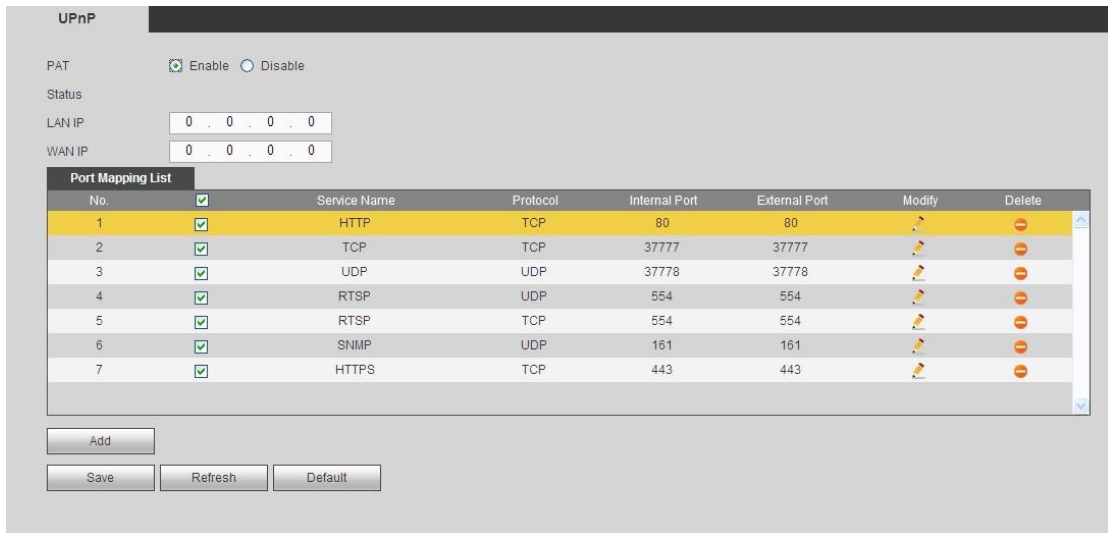 UPnP
PAT Enable Disable
Status
LAN IP 0 . 0 . 0 . 0
WAN IP 0 . 0 . 0 . 0
Port Mapping List
No. Service Name Protocol Internal Port External Port Modify Delete
1 HTTP TCP 80 80
2 TCP TCP 37777 37777
3 UDP UDP 37778 37778
4 RTSP UDP 554 554
5 RTSP TCP 554 554
6 SNMP UDP 161 161
7 HTTPS TCP 443 443
Add
Save Refresh Default